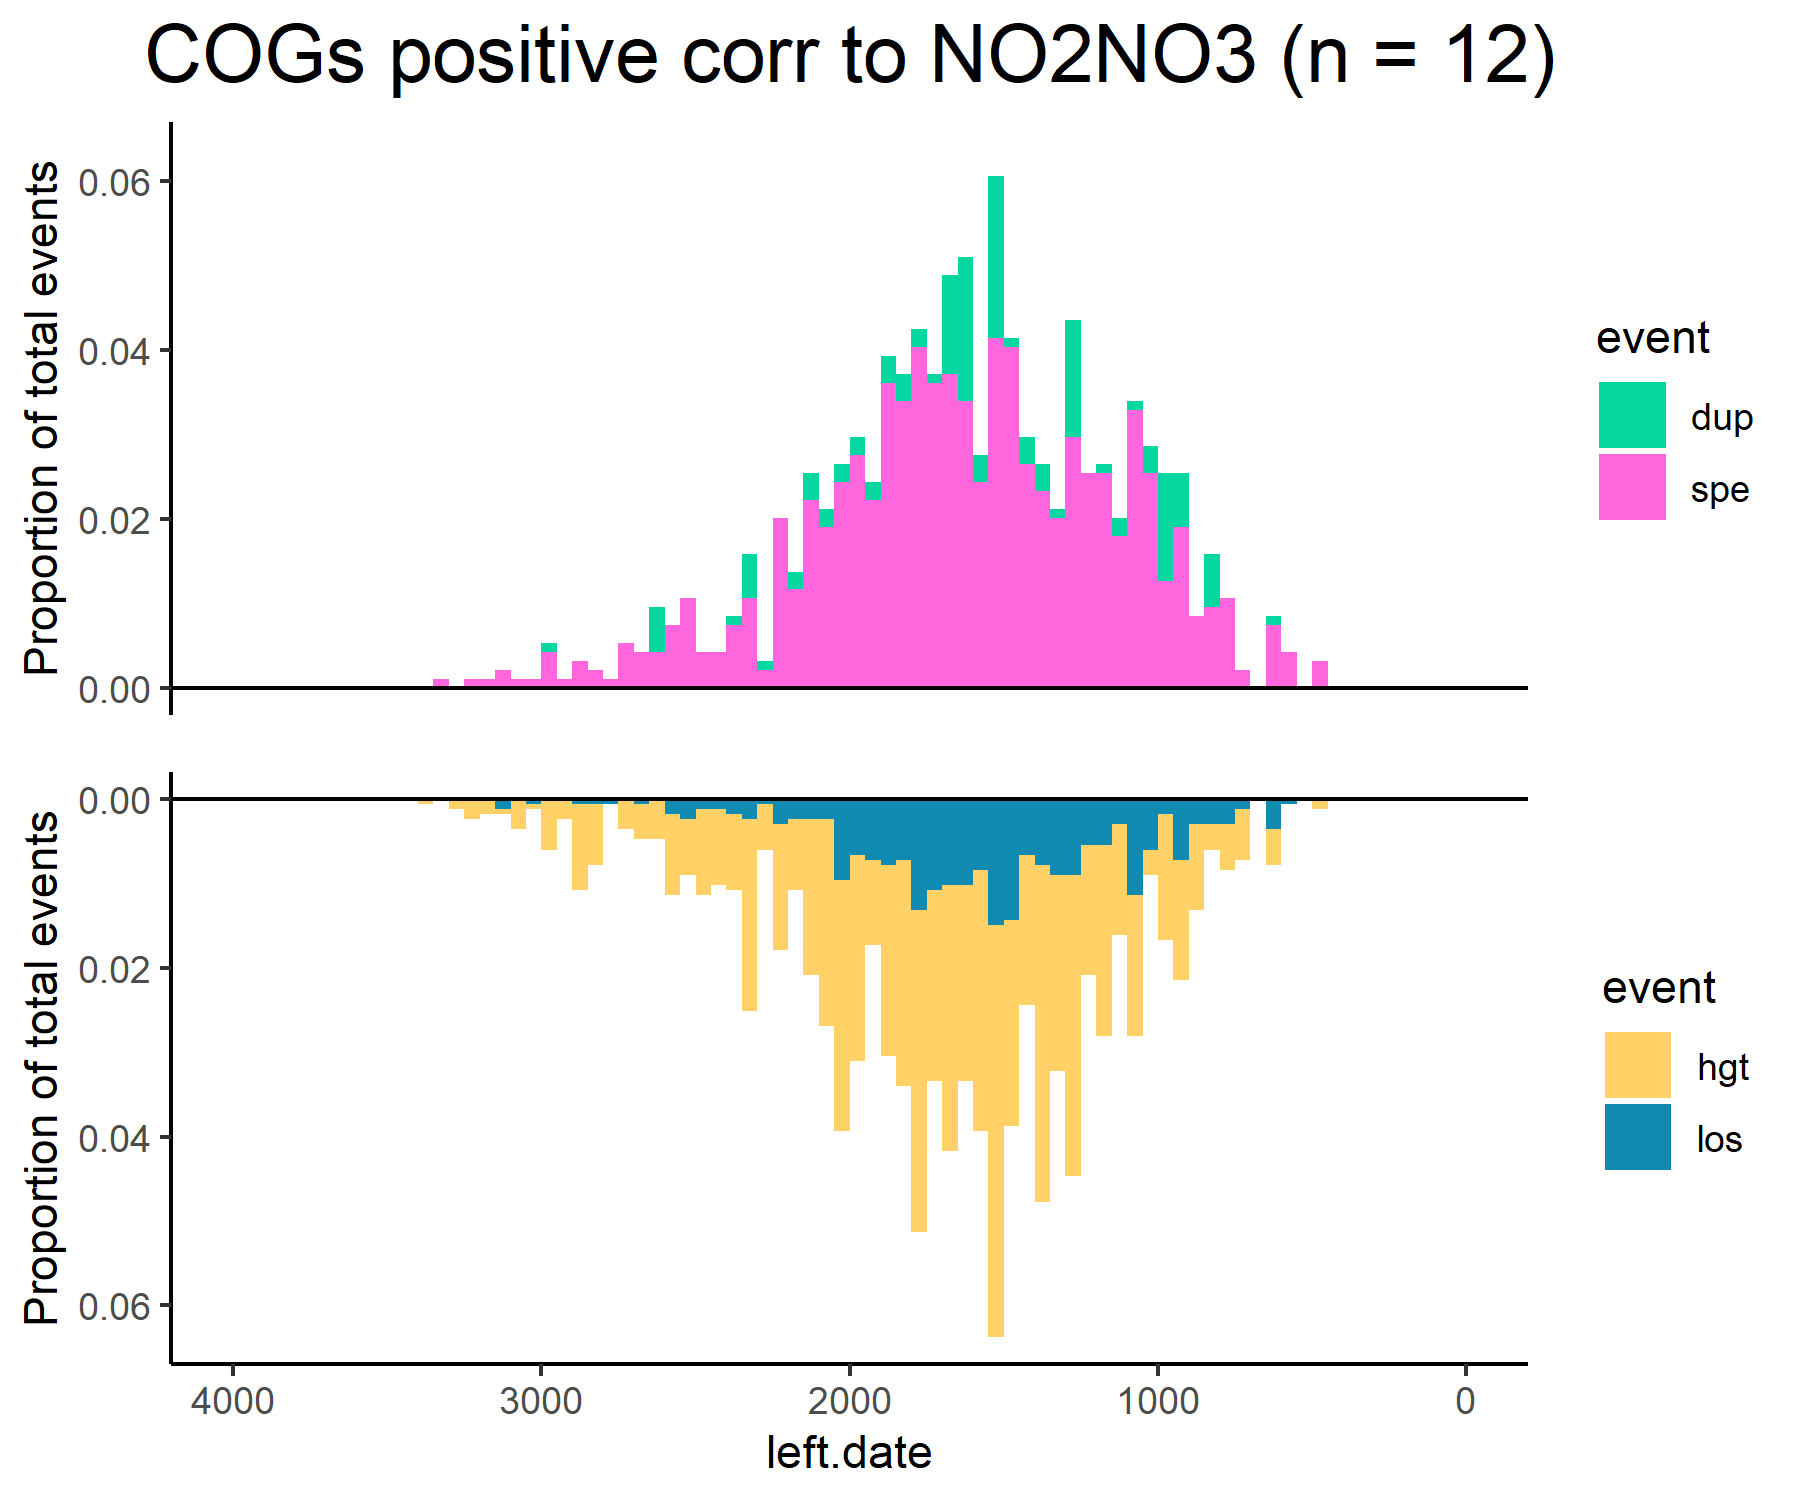 COGs positive corr to NO2NO3 (n = 12)
Proportion of total events
0.06
0.04
0.02
0.00
event
dup
spe
Proportion of total events
0.00
0.02
0.04
0.06
event
hgt
los
4000 3000 2000 1000 0
left.date